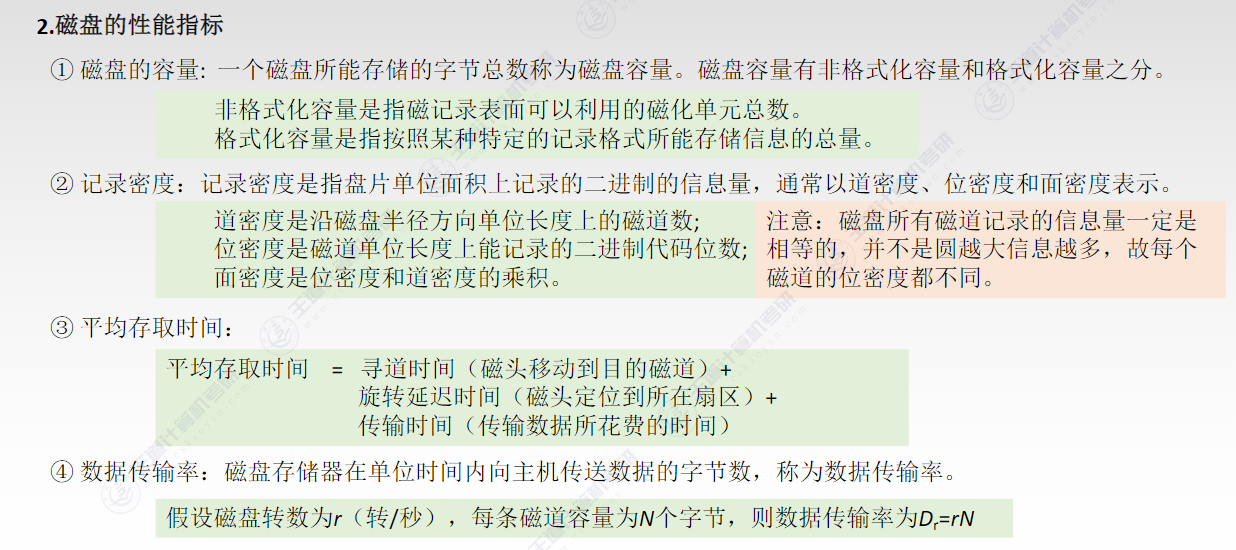 2.磁盘的性能指标
① 磁盘的容量: 一个磁盘所能存储的字节总数称为磁盘容量。磁盘容量有非格式化容量和格式化容量之分。
非格式化容量是指磁记录表面可以利用的磁化单元总数。
格式化容量是指按照某种特定的记录格式所能存储信息的总量。
② 记录密度：记录密度是指盘片单位面积上记录的二进制的信息量，通常以道密度、位密度和面密度表示。
道密度是沿磁盘半径方向单位长度上的磁道数;
位密度是磁道单位长度上能记录的二进制代码位数;
面密度是位密度和道密度的乘积。
注意：磁盘所有磁道记录的信息量一定是
相等的，并不是圆越大信息越多，故每个
磁道的位密度都不同。
③ 平均存取时间：
平均存取时间 = 寻道时间（磁头移动到目的磁道）+
旋转延迟时间（磁头定位到所在扇区）+
传输时间（传输数据所花费的时间）
④ 数据传输率：磁盘存储器在单位时间内向主机传送数据的字节数，称为数据传输率。
假设磁盘转数为r（转/秒），每条磁道容量为N个字节，则数据传输率为Dr=rN
王道计算机考研